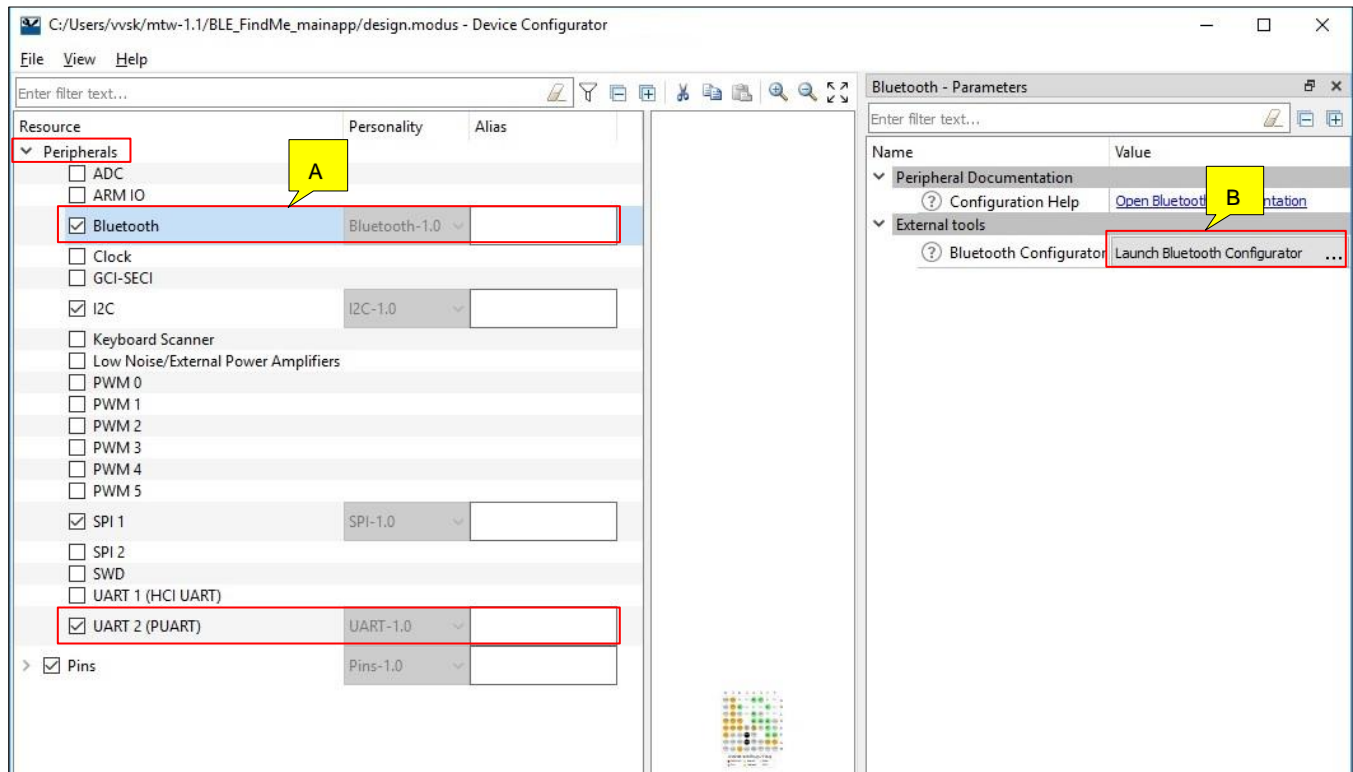 C:/Users/vvsk/mtw-1.1/BLE_FindMe_mainapp/design.modus - Device Configurator
File View Help
Enter filter text...
Resource Personality Alias
Peripherals
A
ADC
ARM IO
Bluetooth Bluetooth-1.0
Clock
GCI-SECI
I2C I2C-1.0
Keyboard Scanner
Low Noise/External Power Amplifiers
PWM 0
PWM 1
PWM 2
PWM 3
PWM 4
PWM 5
SPI 1 SPI-1.0
SPI 2
SWD
UART 1 (HCI UART)
UART 2 (PUART) UART-1.0
Pins Pins-1.0
Bluetooth - Parameters
Enter filter text...
Name Value
Peripheral Documentation
B
Configuration Help Open
External tools
Bluetooth Configurator Launch Bluetooth Configurator ...